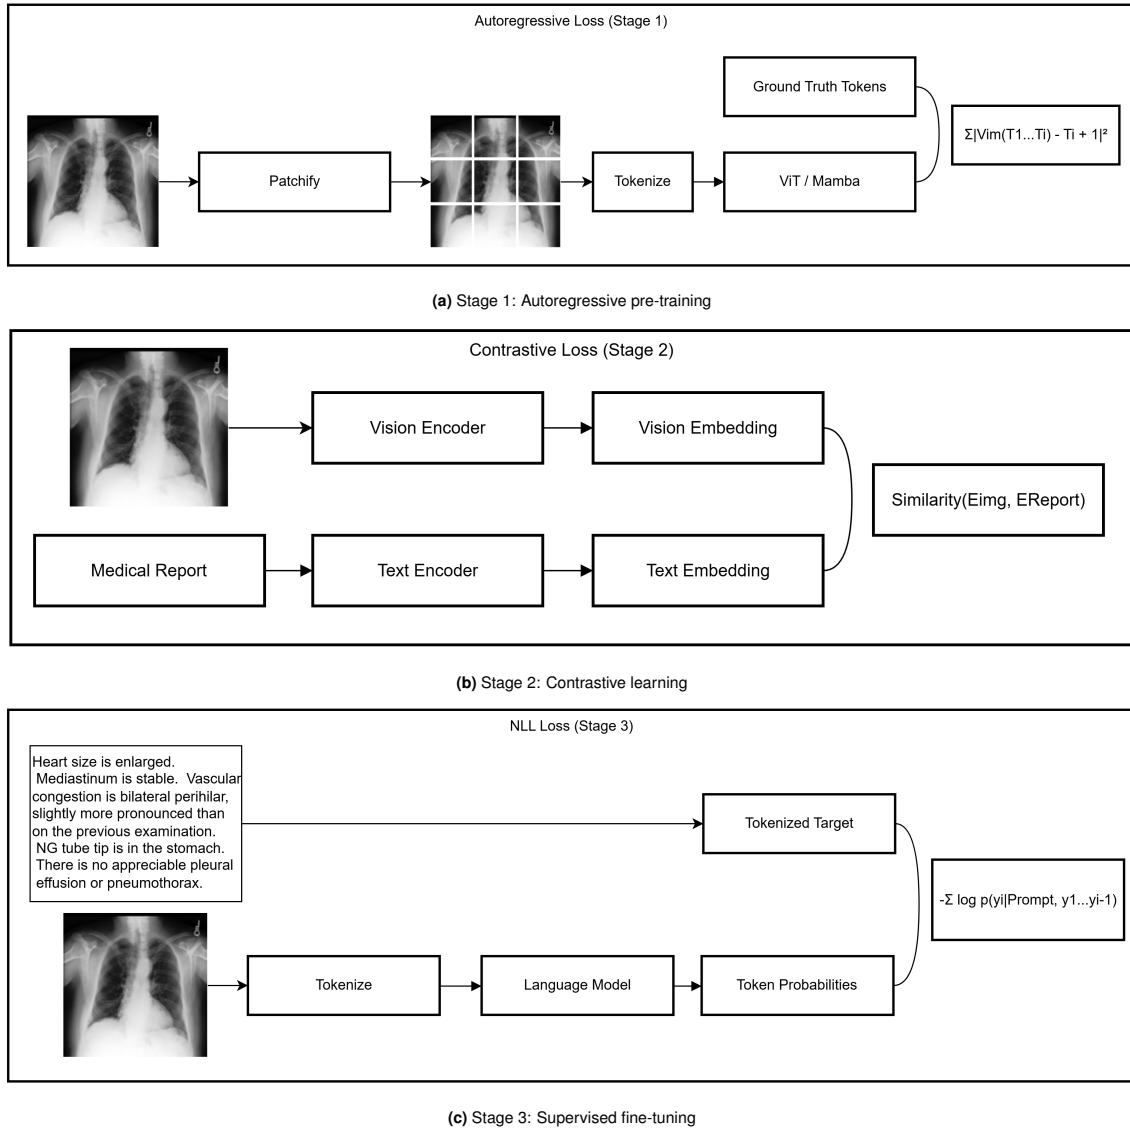 Autoregressive Loss (Stage 1)
Ground Truth Tokens
Σ|Vim(T1...Ti) - Ti + 1|²
Patchify
Tokenize
ViT / Mamba
(a) Stage 1: Autoregressive pre-training
Contrastive Loss (Stage 2)
Vision Encoder
Vision Embedding
Similarity(Eimg, EReport)
Medical Report
Text Encoder
Text Embedding
(b) Stage 2: Contrastive learning
NLL Loss (Stage 3)
Heart size is enlarged.
Mediastinum is stable. Vascular
congestion is bilateral perihilar,
slightly more pronounced than
on the previous examination.
NG tube tip is in the stomach.
There is no appreciable pleural
effusion or pneumothorax.
Tokenized Target
-Σ log p(yi|Prompt, y1...yi-1)
Tokenize
Language Model
Token Probabilities
(c) Stage 3: Supervised fine-tuning